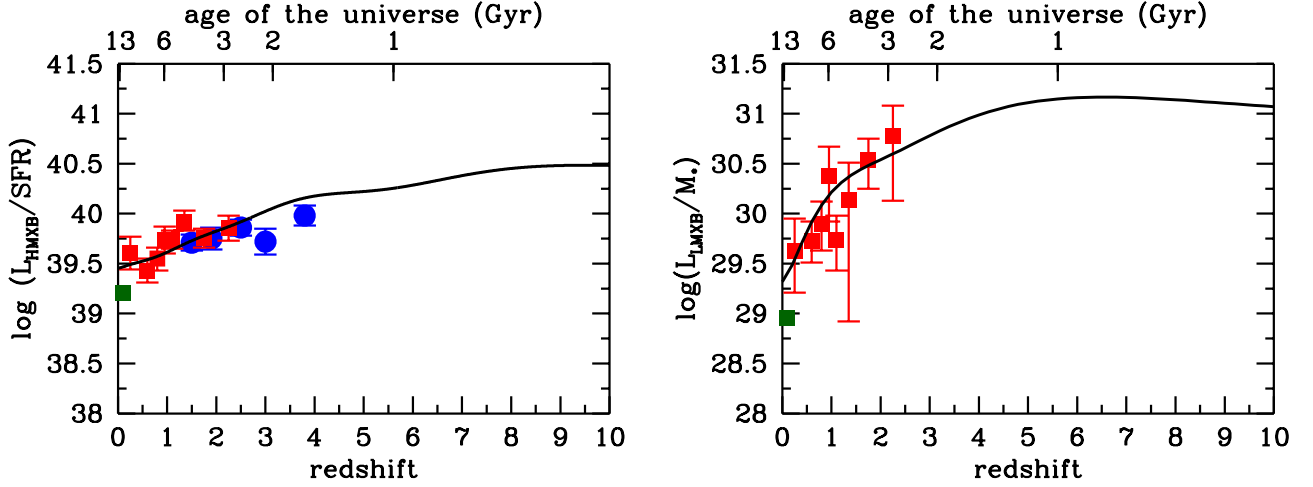 age of the universe (Gyr)
13 6 3 2 1
41.5
41
40.5
40
39.5
39
38.5
38
log (L_HMXB/SFR)
0 1 2 3 4 5 6 7 8 9 10
redshift
age of the universe (Gyr)
13 6 3 2 1
31.5
31
30.5
30
29.5
29
28.5
28
log(L_LMXB/M*)
0 1 2 3 4 5 6 7 8 9 10
redshift